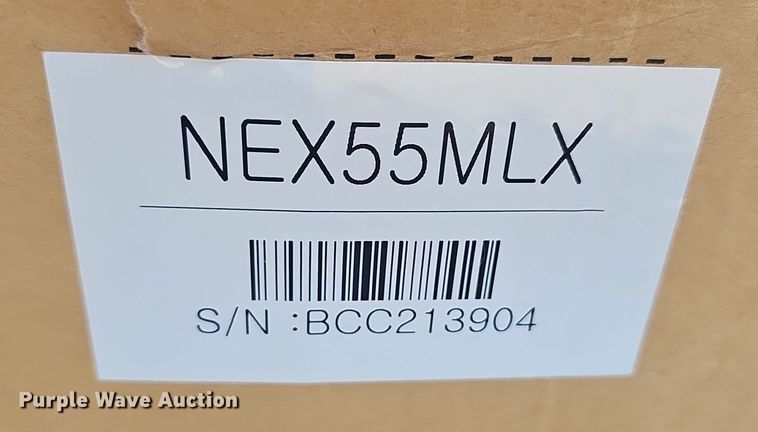 NEX55MLX
S/N :BCC213904
Purple Wave Auction